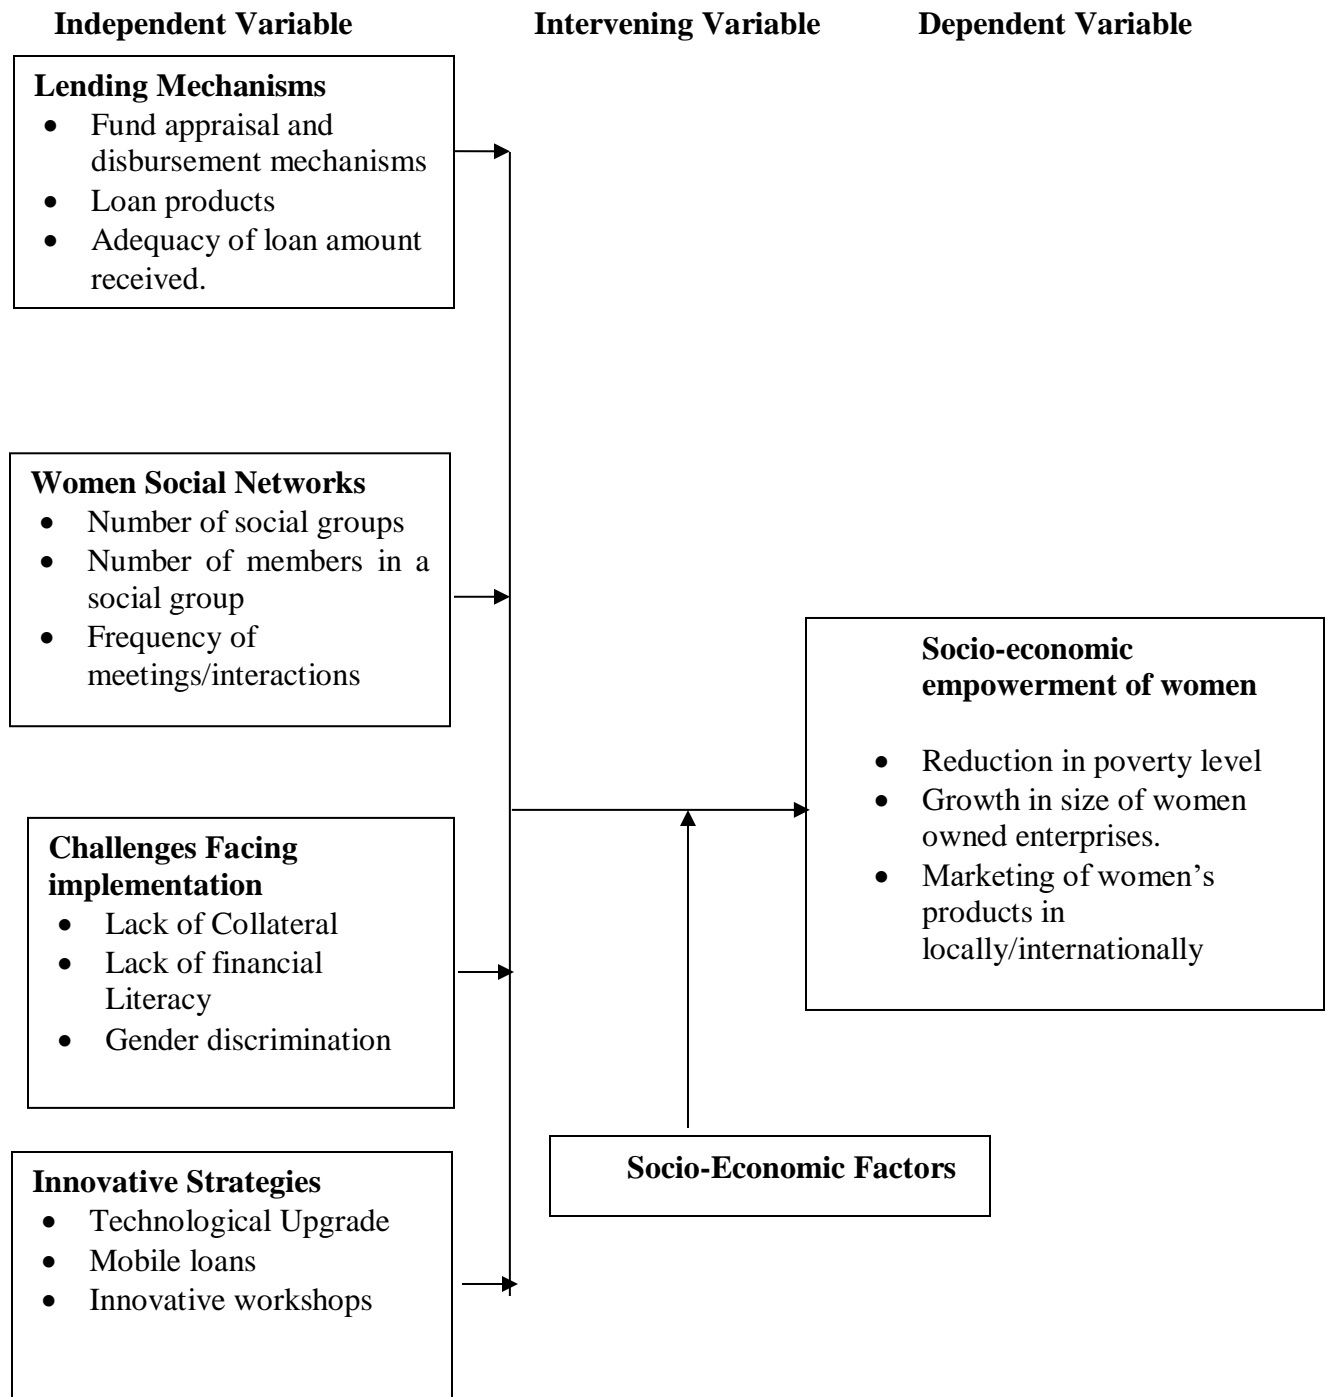 Independent Variable
Intervening Variable
Dependent Variable
Lending Mechanisms
• Fund appraisal and
disbursement mechanisms
• Loan products
• Adequacy of loan amount
received.
Women Social Networks
• Number of social groups
• Number of members in a
social group
• Frequency of
meetings/interactions
Challenges Facing
implementation
• Lack of Collateral
• Lack of financial
Literacy
• Gender discrimination
Innovative Strategies
• Technological Upgrade
• Mobile loans
• Innovative workshops
Socio-Economic Factors
Socio-economic
empowerment of women
• Reduction in poverty level
• Growth in size of women
owned enterprises.
• Marketing of women’s
products in
locally/internationally